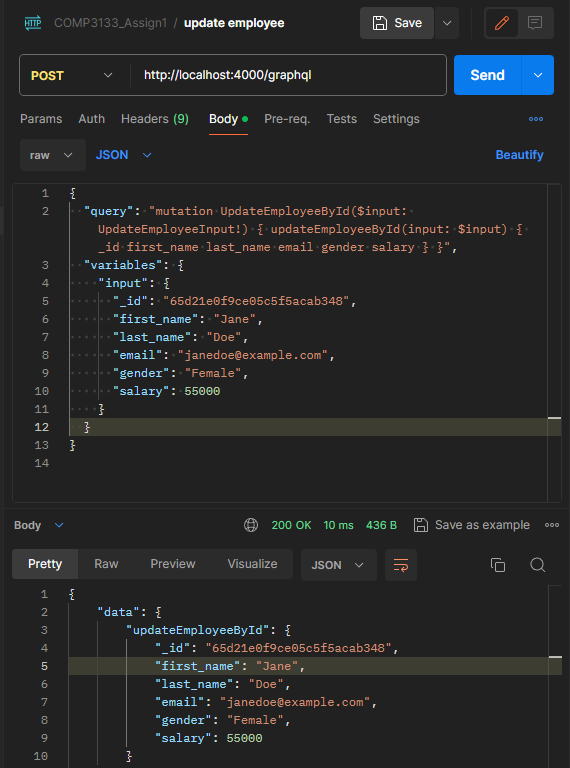 HTTP COMP3133_Assign1 / update employee Save
POST http://localhost:4000/graphql Send
Params Auth Headers (9) Body Pre-req. Tests Settings
raw JSON Beautify
1 {
2 "query": "mutation UpdateEmployeeById($input:
UpdateEmployeeInput!) { updateEmployeeById(input: $input) {
_id first_name last_name email gender salary } }",
3 "variables": {
4 "input": {
5 "_id": "65d21e0f9ce05c5f5acab348",
6 "first_name": "Jane",
7 "last_name": "Doe",
8 "email": "janedoe@example.com",
9 "gender": "Female",
10 "salary": 55000
11 }
12 }
13 }
14
Body 200 OK 10 ms 436 B Save as example
Pretty Raw Preview Visualize JSON
1 {
2 "data": {
3 "updateEmployeeById": {
4 "_id": "65d21e0f9ce05c5f5acab348",
5 "first_name": "Jane",
6 "last_name": "Doe",
7 "email": "janedoe@example.com",
8 "gender": "Female",
9 "salary": 55000
10 }